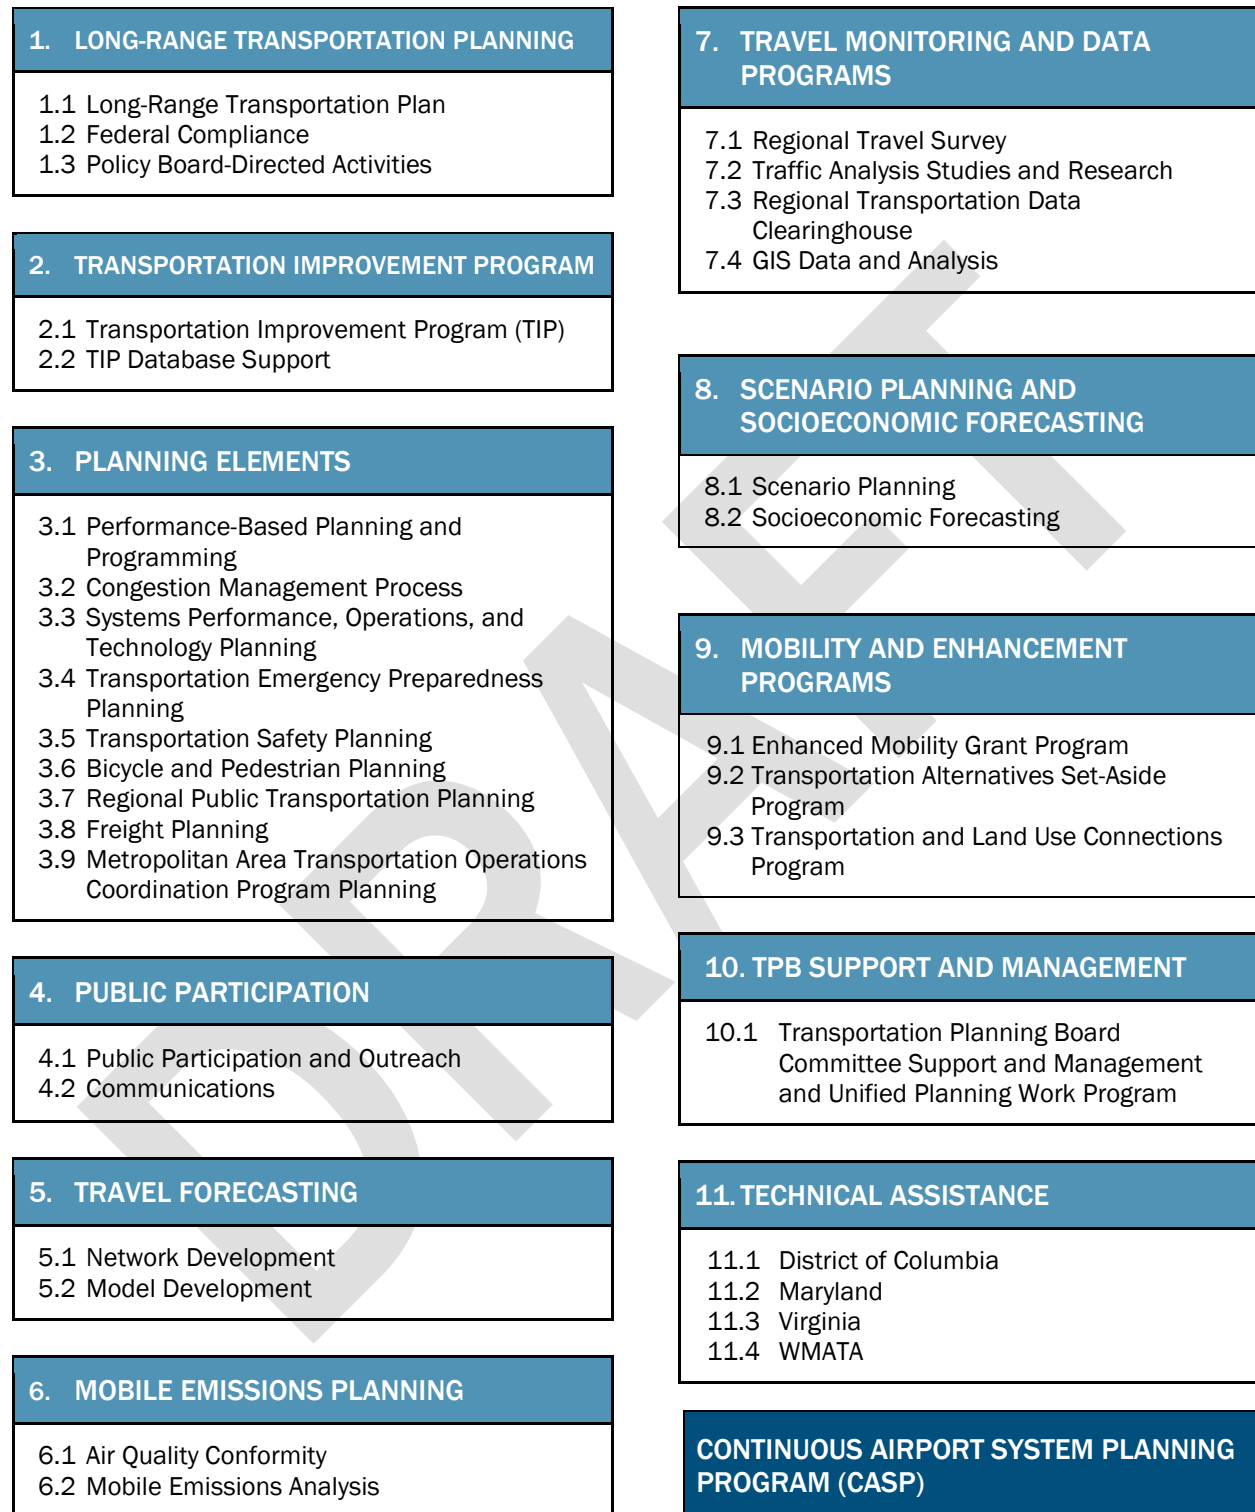 1. LONG-RANGE TRANSPORTATION PLANNING
1.1 Long-Range Transportation Plan
1.2 Federal Compliance
1.3 Policy Board-Directed Activities
2. TRANSPORTATION IMPROVEMENT PROGRAM
2.1 Transportation Improvement Program (TIP)
2.2 TIP Database Support
3. PLANNING ELEMENTS
3.1 Performance-Based Planning and
Programming
3.2 Congestion Management Process
3.3 Systems Performance, Operations, and
Technology Planning
3.4 Transportation Emergency Preparedness
Planning
3.5 Transportation Safety Planning
3.6 Bicycle and Pedestrian Planning
3.7 Regional Public Transportation Planning
3.8 Freight Planning
3.9 Metropolitan Area Transportation Operations
Coordination Program Planning
4. PUBLIC PARTICIPATION
4.1 Public Participation and Outreach
4.2 Communications
5. TRAVEL FORECASTING
5.1 Network Development
5.2 Model Development
6. MOBILE EMISSIONS PLANNING
6.1 Air Quality Conformity
6.2 Mobile Emissions Analysis
7. TRAVEL MONITORING AND DATA
PROGRAMS
7.1 Regional Travel Survey
7.2 Traffic Analysis Studies and Research
7.3 Regional Transportation Data
Clearinghouse
7.4 GIS Data and Analysis
8. SCENARIO PLANNING AND
SOCIOECONOMIC FORECASTING
8.1 Scenario Planning
8.2 Socioeconomic Forecasting
9. MOBILITY AND ENHANCEMENT
PROGRAMS
9.1 Enhanced Mobility Grant Program
9.2 Transportation Alternatives Set-Aside
Program
9.3 Transportation and Land Use Connections
Program
10. TPB SUPPORT AND MANAGEMENT
10.1 Transportation Planning Board
Committee Support and Management
and Unified Planning Work Program
11. TECHNICAL ASSISTANCE
11.1 District of Columbia
11.2 Maryland
11.3 Virginia
11.4 WMATA
CONTINUOUS AIRPORT SYSTEM PLANNING
PROGRAM (CASP)
DRAFT